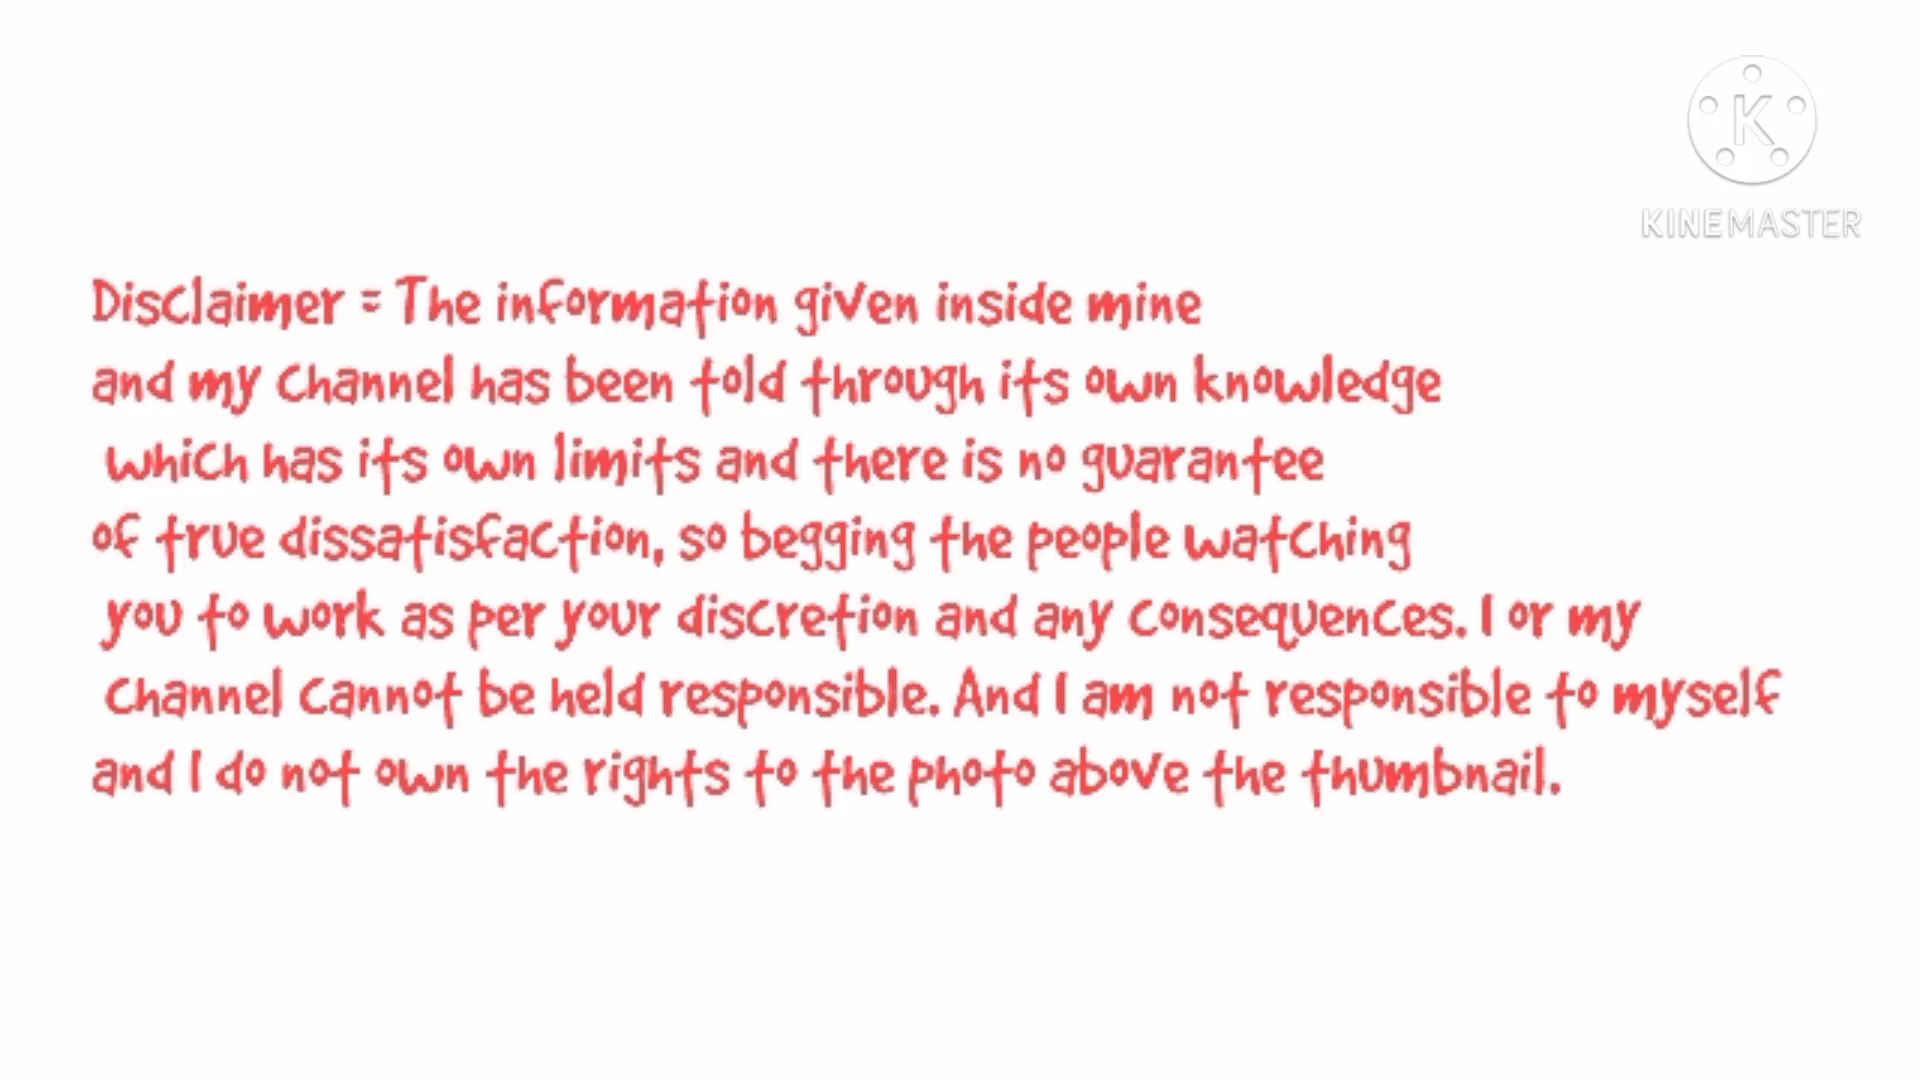 K
KINEMASTER
Disclaimer = The information given inside mine
and my channel has been told through its own knowledge
which has its own limits and there is no guarantee
of true dissatisfaction, so begging the people watching
you to work as per your discretion and any consequences. I or my
channel cannot be held responsible. And I am not responsible to myself
and I do not own the rights to the photo above the thumbnail.